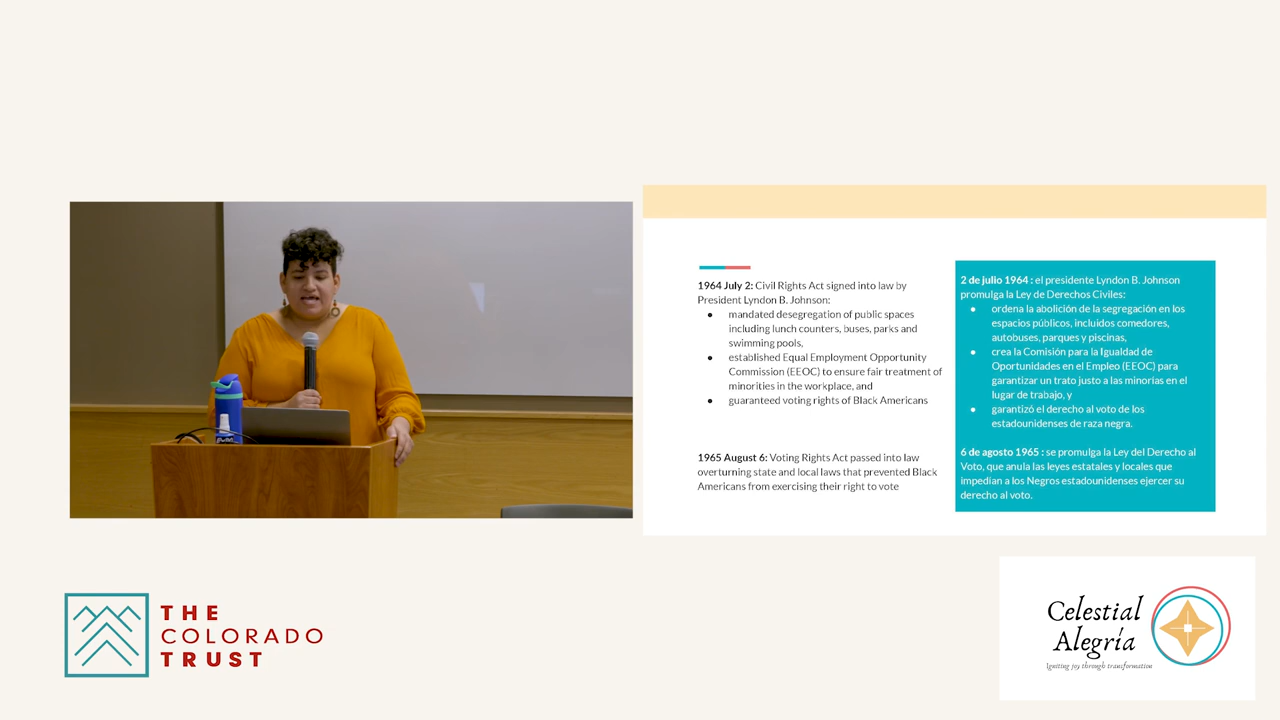 1964 July 2: Civil Rights Act signed into law by
President Lyndon B. Johnson:
● mandated desegregation of public spaces
including lunch counters, buses, parks and
swimming pools,
● established Equal Employment Opportunity
Commission (EEOC) to ensure fair treatment of
minorities in the workplace, and
● guaranteed voting rights of Black Americans
1965 August 6: Voting Rights Act passed into law
overturning state and local laws that prevented Black
Americans from exercising their right to vote
2 de julio 1964 : el presidente Lyndon B. Johnson
promulga la Ley de Derechos Civiles:
● ordena la abolición de la segregación en los
espacios públicos, incluidos comedores,
autobuses, parques y piscinas,
● crea la Comisión para la Igualdad de
Oportunidades en el Empleo (EEOC) para
garantizar un trato justo a las minorías en el
lugar de trabajo, y
● garantizó el derecho al voto de los
estadounidenses de raza negra.
6 de agosto 1965 : se promulga la Ley del Derecho al
Voto, que anula las leyes estatales y locales que
impedían a los Negros estadounidenses ejercer su
derecho al voto.
THE
COLORADO
TRUST
Celestial
Alegría
Igniting joy through transformation